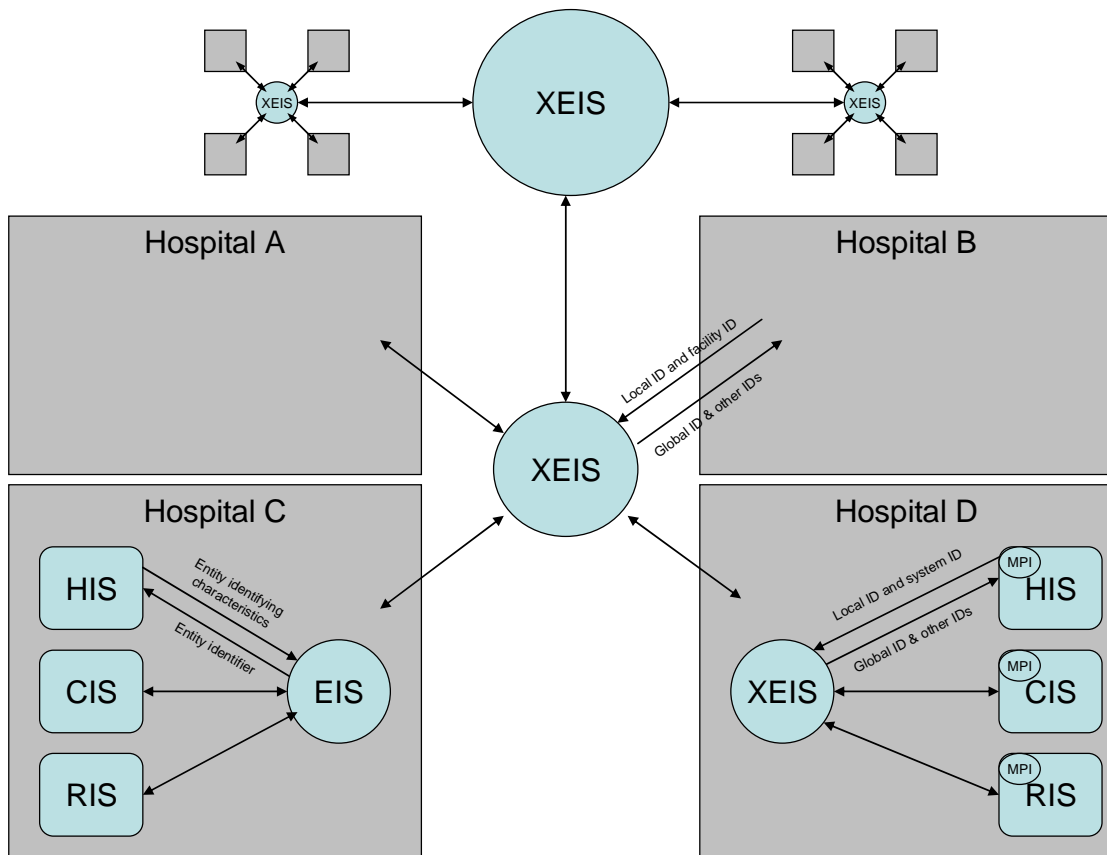 XEIS
XEIS
XEIS
Hospital A
Hospital B
Local ID and facility ID
Global ID & other IDs
XEIS
Hospital C
HIS
Entity identifying
characteristics
Entity identifier
CIS
EIS
RIS
Hospital D
MPI
HIS
Local ID and system ID
Global ID & other IDs
XEIS
MPI
CIS
MPI
RIS